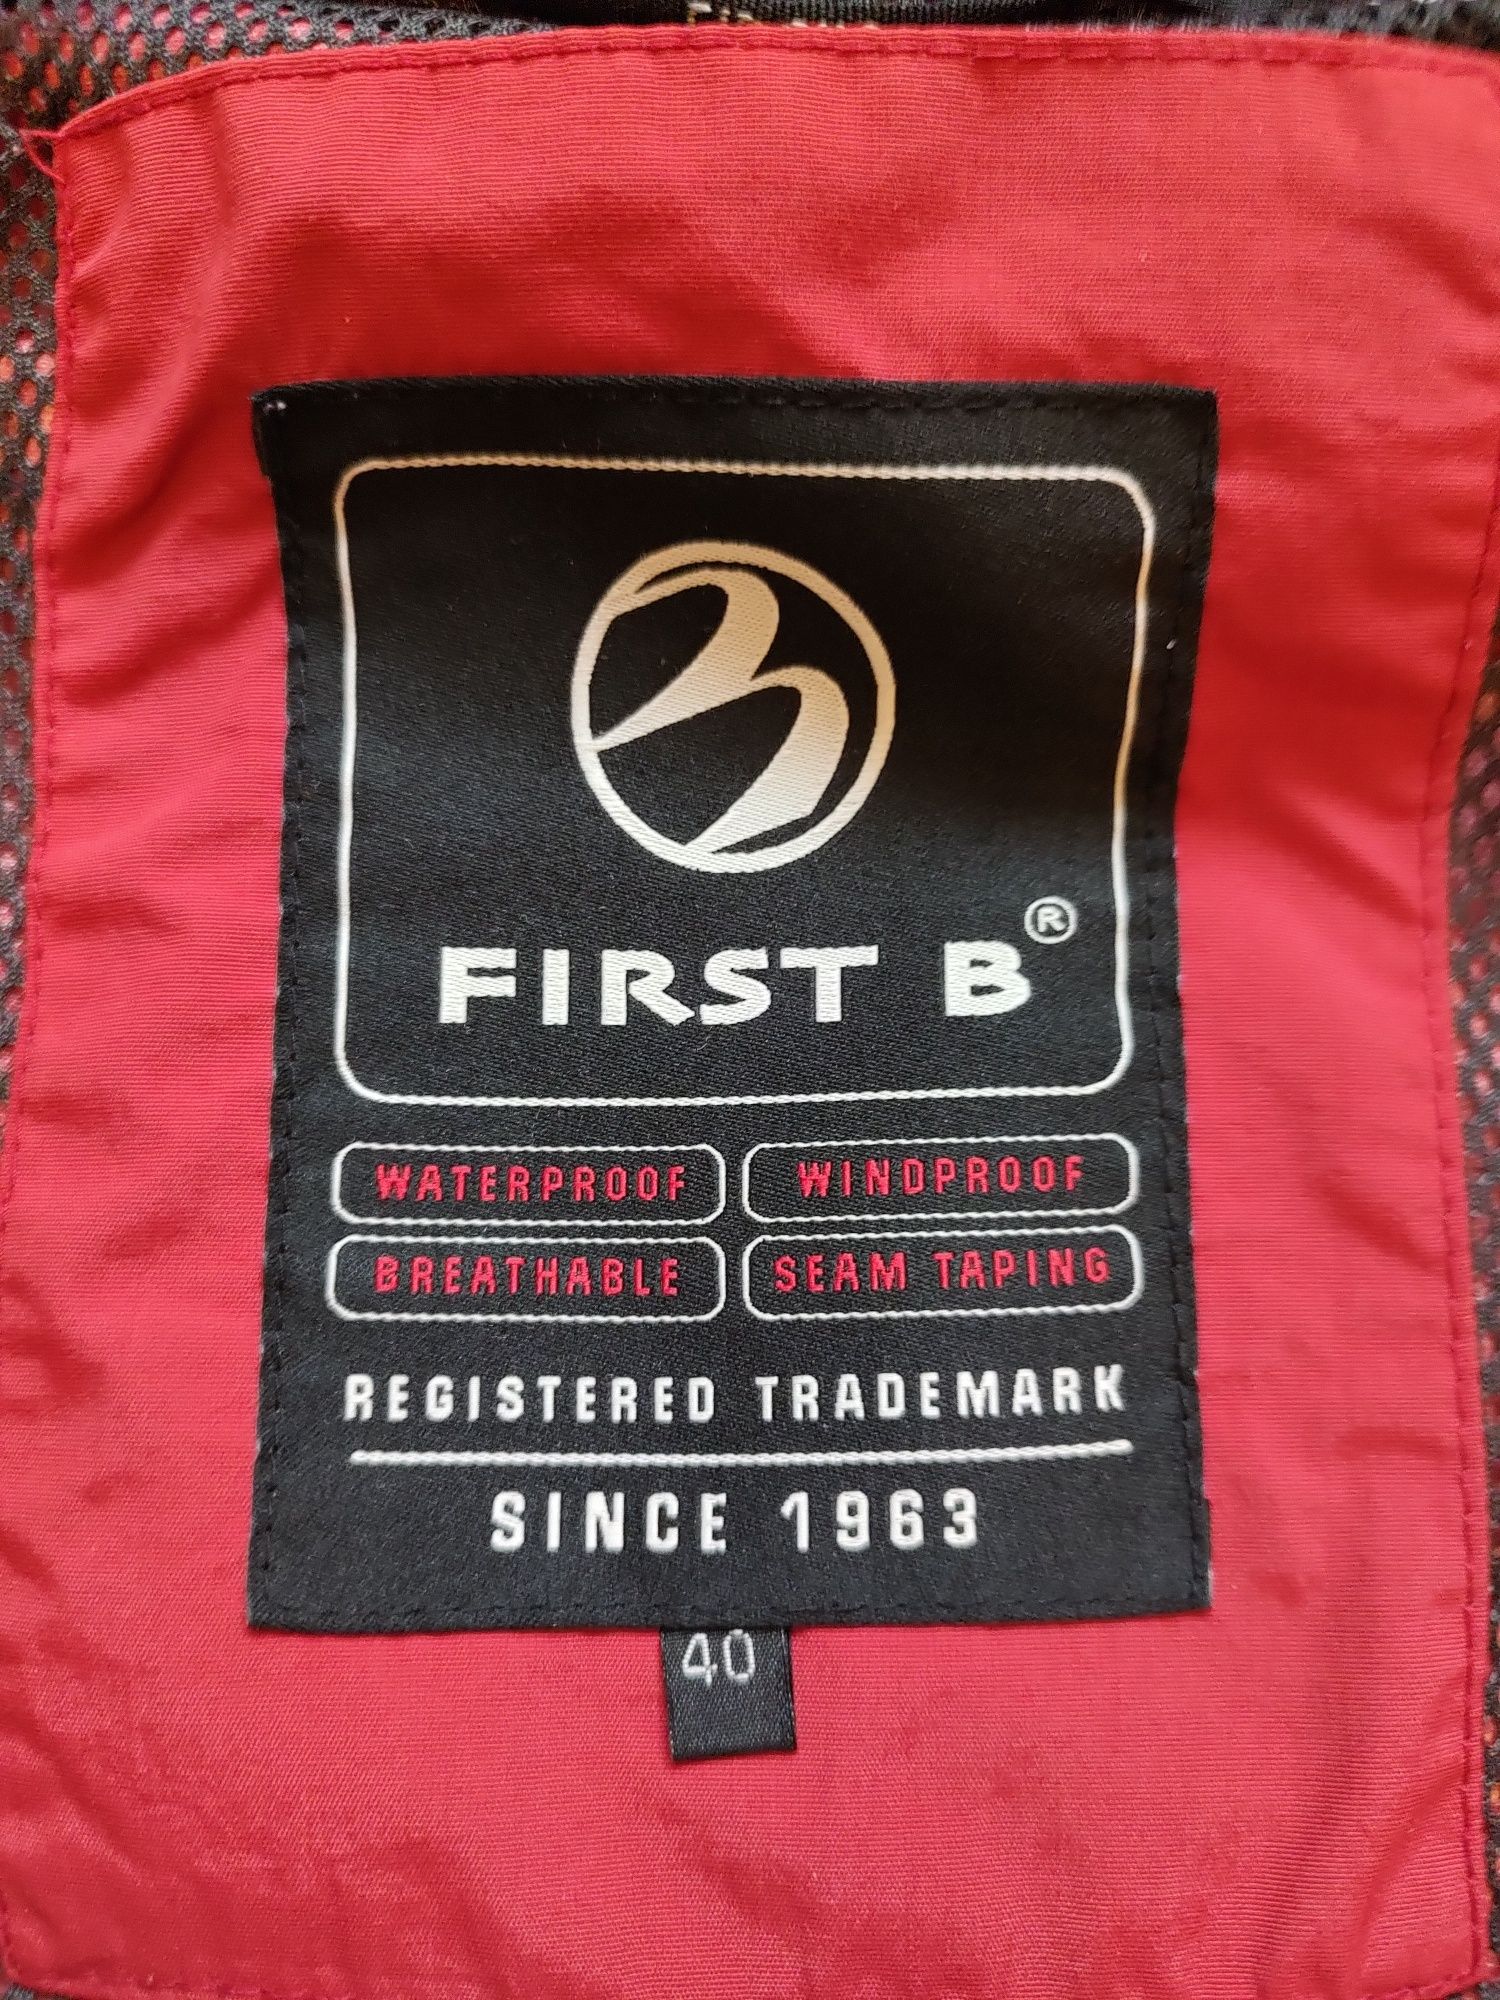 FIRST B®
WATERPROOF WINDPROOF
BREATHABLE SEAM TAPING
REGISTERED TRADEMARK
SINCE 1963
40